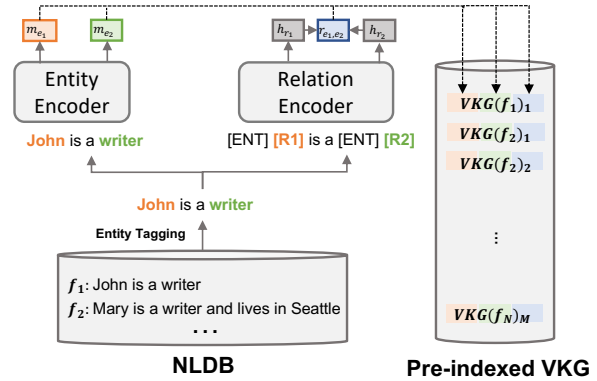 m_{e_1}
m_{e_2}
h_{r_1}
r_{e_1,e_2}
h_{r_2}
Entity
Encoder
Relation
Encoder
John is a writer
[ENT] [R1] is a [ENT] [R2]
John is a writer
Entity Tagging
f_1: John is a writer
f_2: Mary is a writer and lives in Seattle
...
NLDB
VKG(f_1)_1
VKG(f_2)_1
VKG(f_2)_2
⋮
VKG(f_N)_M
Pre-indexed VKG